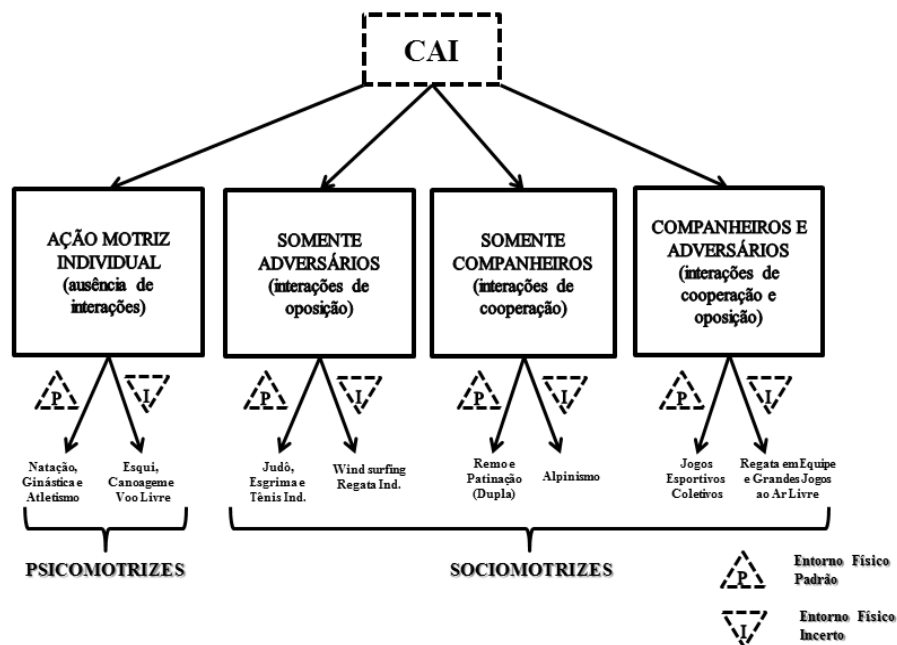 CAI
AÇÃO MOTRIZ
INDIVIDUAL
(ausência de
interações)
SOMENTE
ADVERSÁRIOS
(interações de
oposição)
SOMENTE
COMPANHEIROS
(interações de
cooperação)
COMPANHEIROS E
ADVERSÁRIOS
(interações de
cooperação e
oposição)
P
I
P
I
P
I
P
I
Natação,
Ginástica e
Atletismo
Esqui,
Canoagem e
Voo Livre
Judô,
Esgrima e
Tênis Ind.
Wind surfing
Regata Ind.
Remo e
Patinação
(Dupla)
Alpinismo
Jogos
Esportivos
Coletivos
Regata em Equipe
e Grandes Jogos
ao Ar Livre
PSICOMOTRIZES
SOCIOMOTRIZES
P
Entorno Físico
Padrão
I
Entorno Físico
Incerto